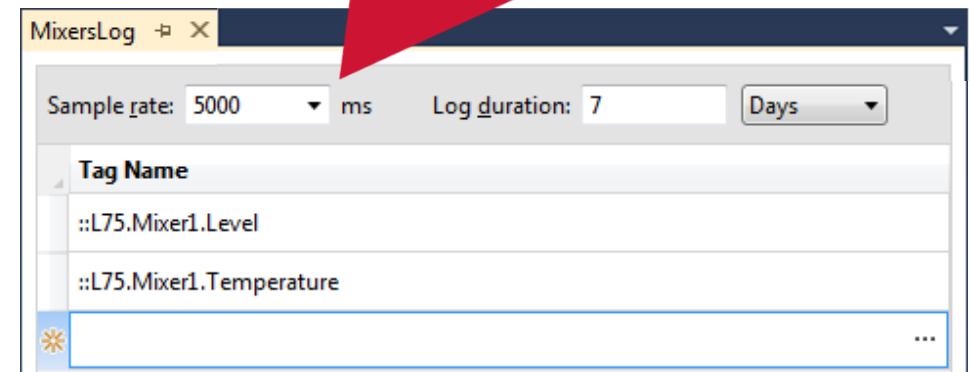 MixersLog
Sample rate: 5000 ms Log duration: 7 Days
Tag Name
::L75.Mixer1.Level
::L75.Mixer1.Temperature
...